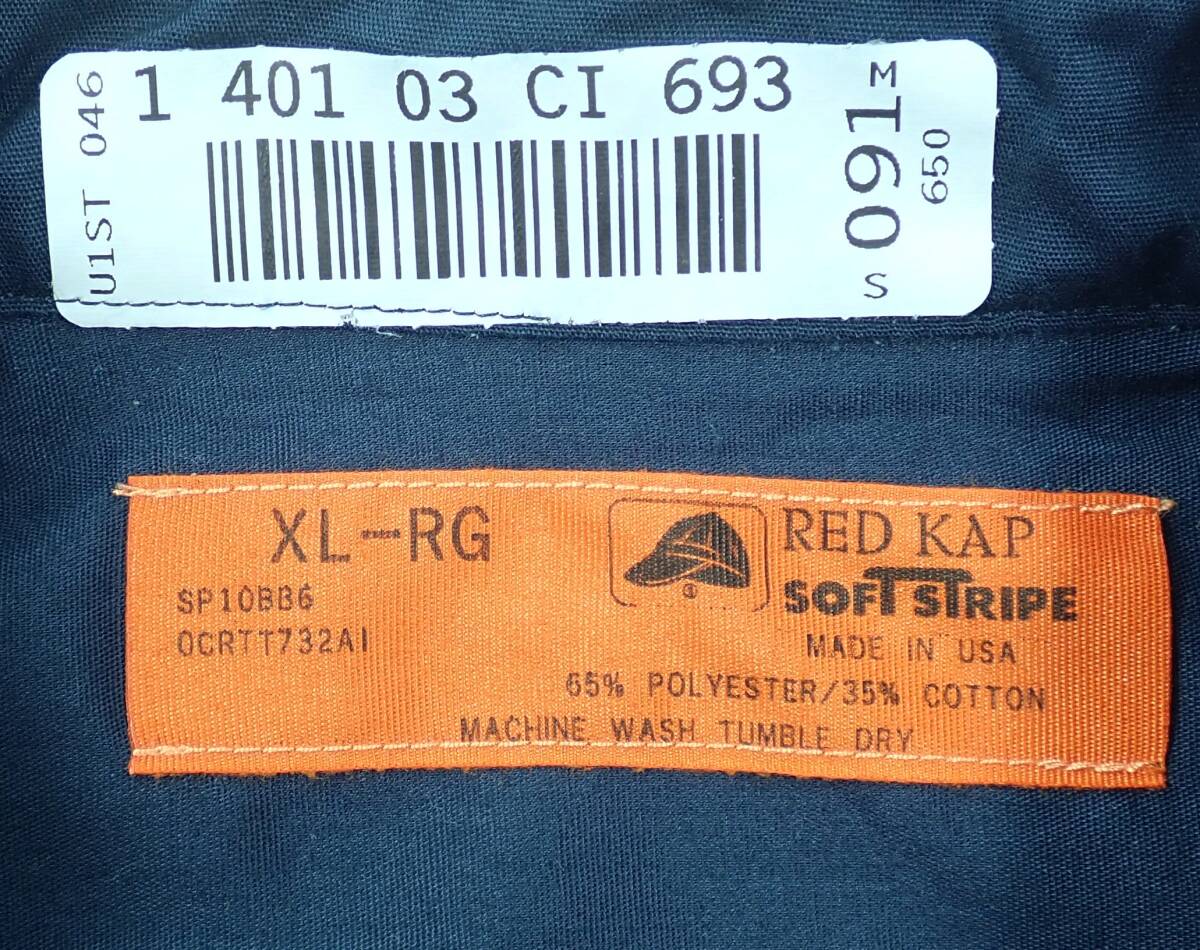 U1ST 046
1 401 03 CI 693
S 091 M
650
XL-RG
SP10BB6
OCRTT732A1
RED KAP
SOFT STRIPE
MADE IN USA
65% POLYESTER/35% COTTON
MACHINE WASH TUMBLE DRY